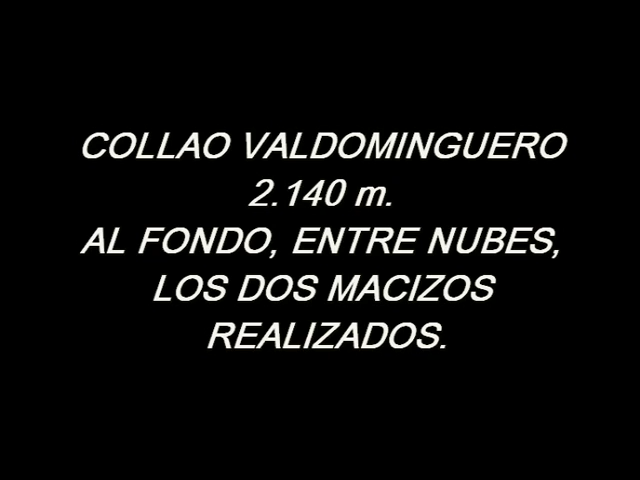 COLLAO VALDOMINGUERO
2.140 m.
AL FONDO, ENTRE NUBES,
LOS DOS MACIZOS
REALIZADOS.